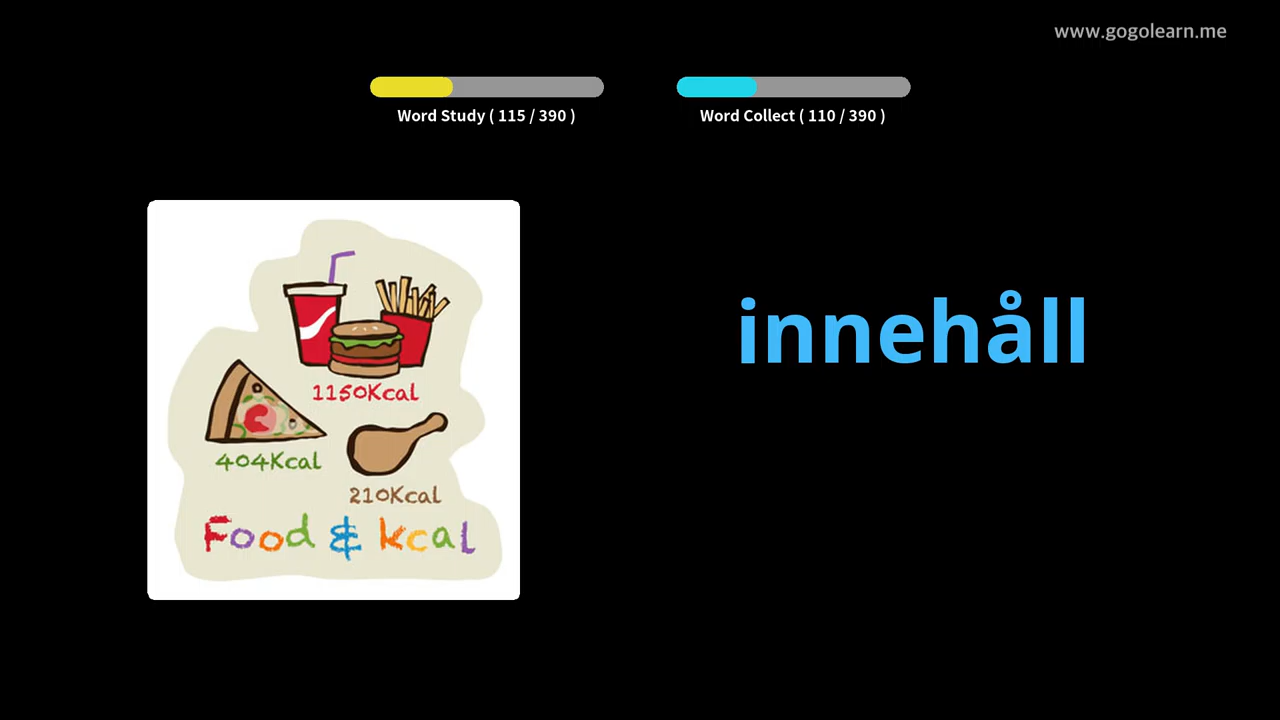 www.gogolearn.me
Word Study ( 115 / 390 )
Word Collect ( 110 / 390 )
1150Kcal
404Kcal
210Kcal
Food & kcal
innehåll